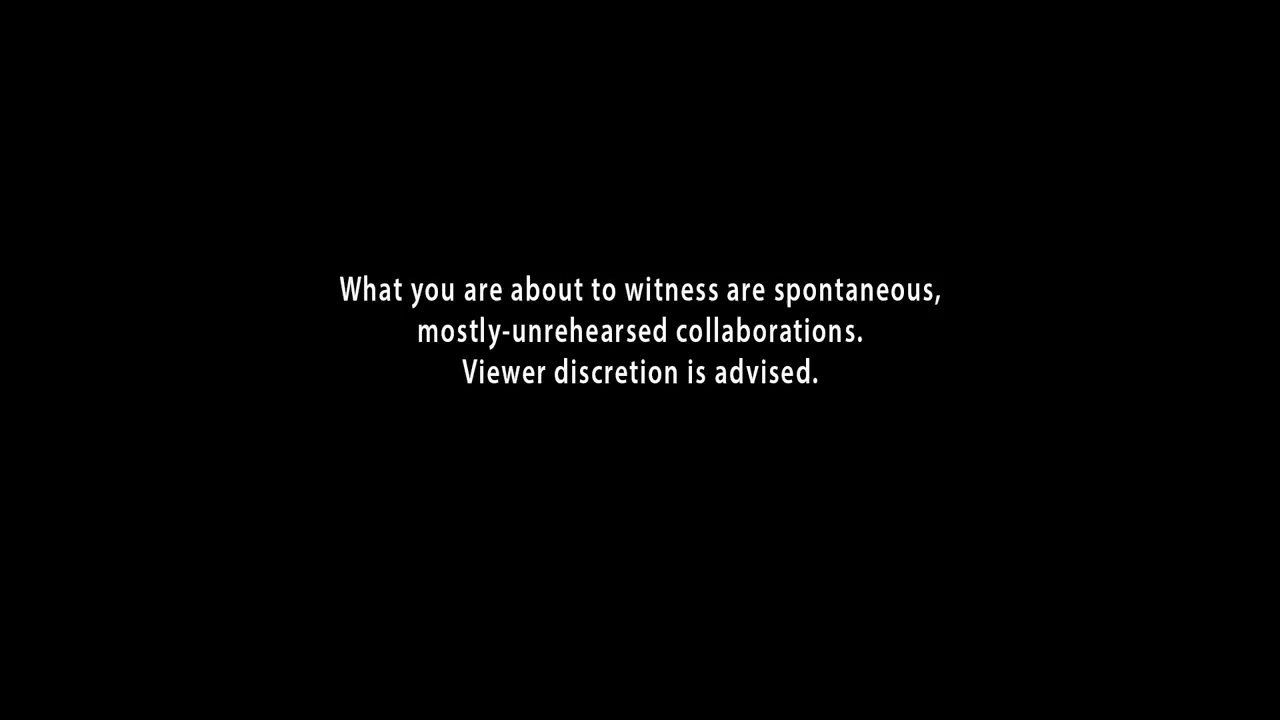 What you are about to witness are spontaneous,
mostly-unrehearsed collaborations.
Viewer discretion is advised.